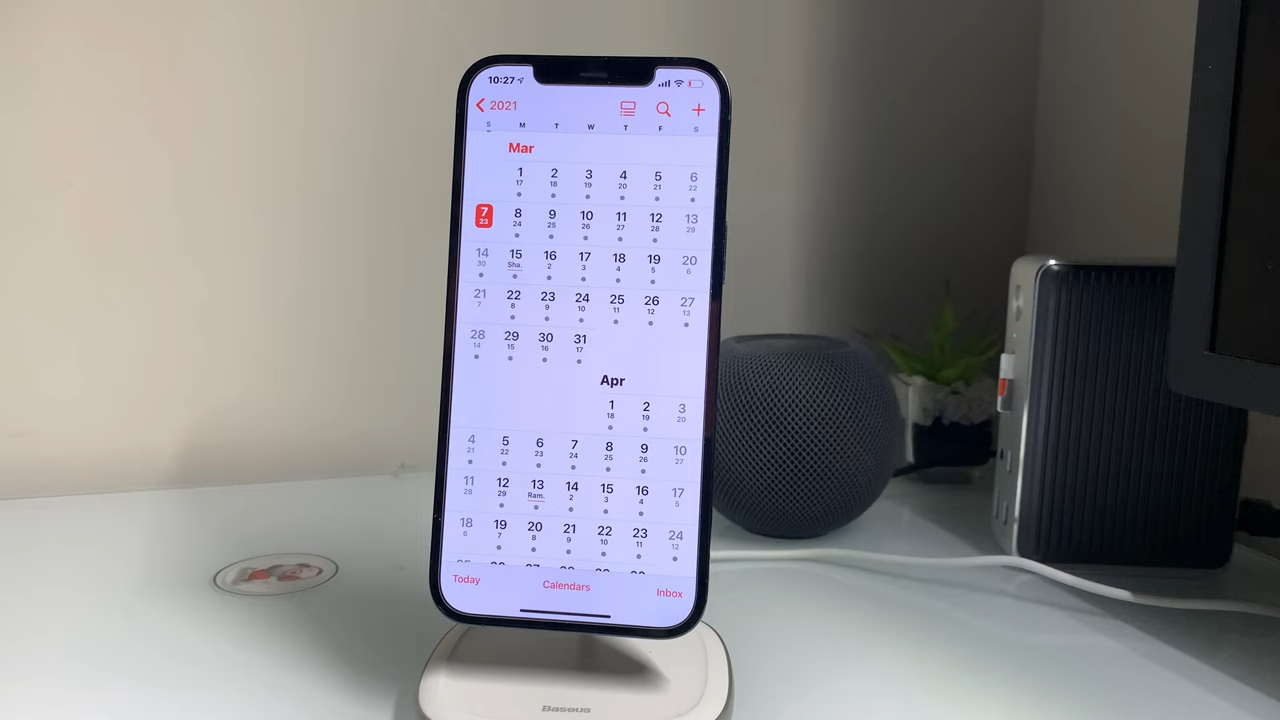 10:27
2021
S M T W T F S
Mar
1 2 3 4 5 6
17 18 19 20 21 22
7 8 9 10 11 12 13
23 24 25 26 27 28 29
14 15 16 17 18 19 20
30 Sha. 2 3 4 5 6
21 22 23 24 25 26 27
7 8 9 10 11 12 13
28 29 30 31
14 15 16 17
Apr
1 2 3
18 19 20
4 5 6 7 8 9 10
21 22 23 24 25 26 27
11 12 13 14 15 16 17
28 29 Ram. 2 3 4 5
18 19 20 21 22 23 24
6 7 8 9 10 11 12
Today Calendars Inbox
Baseus